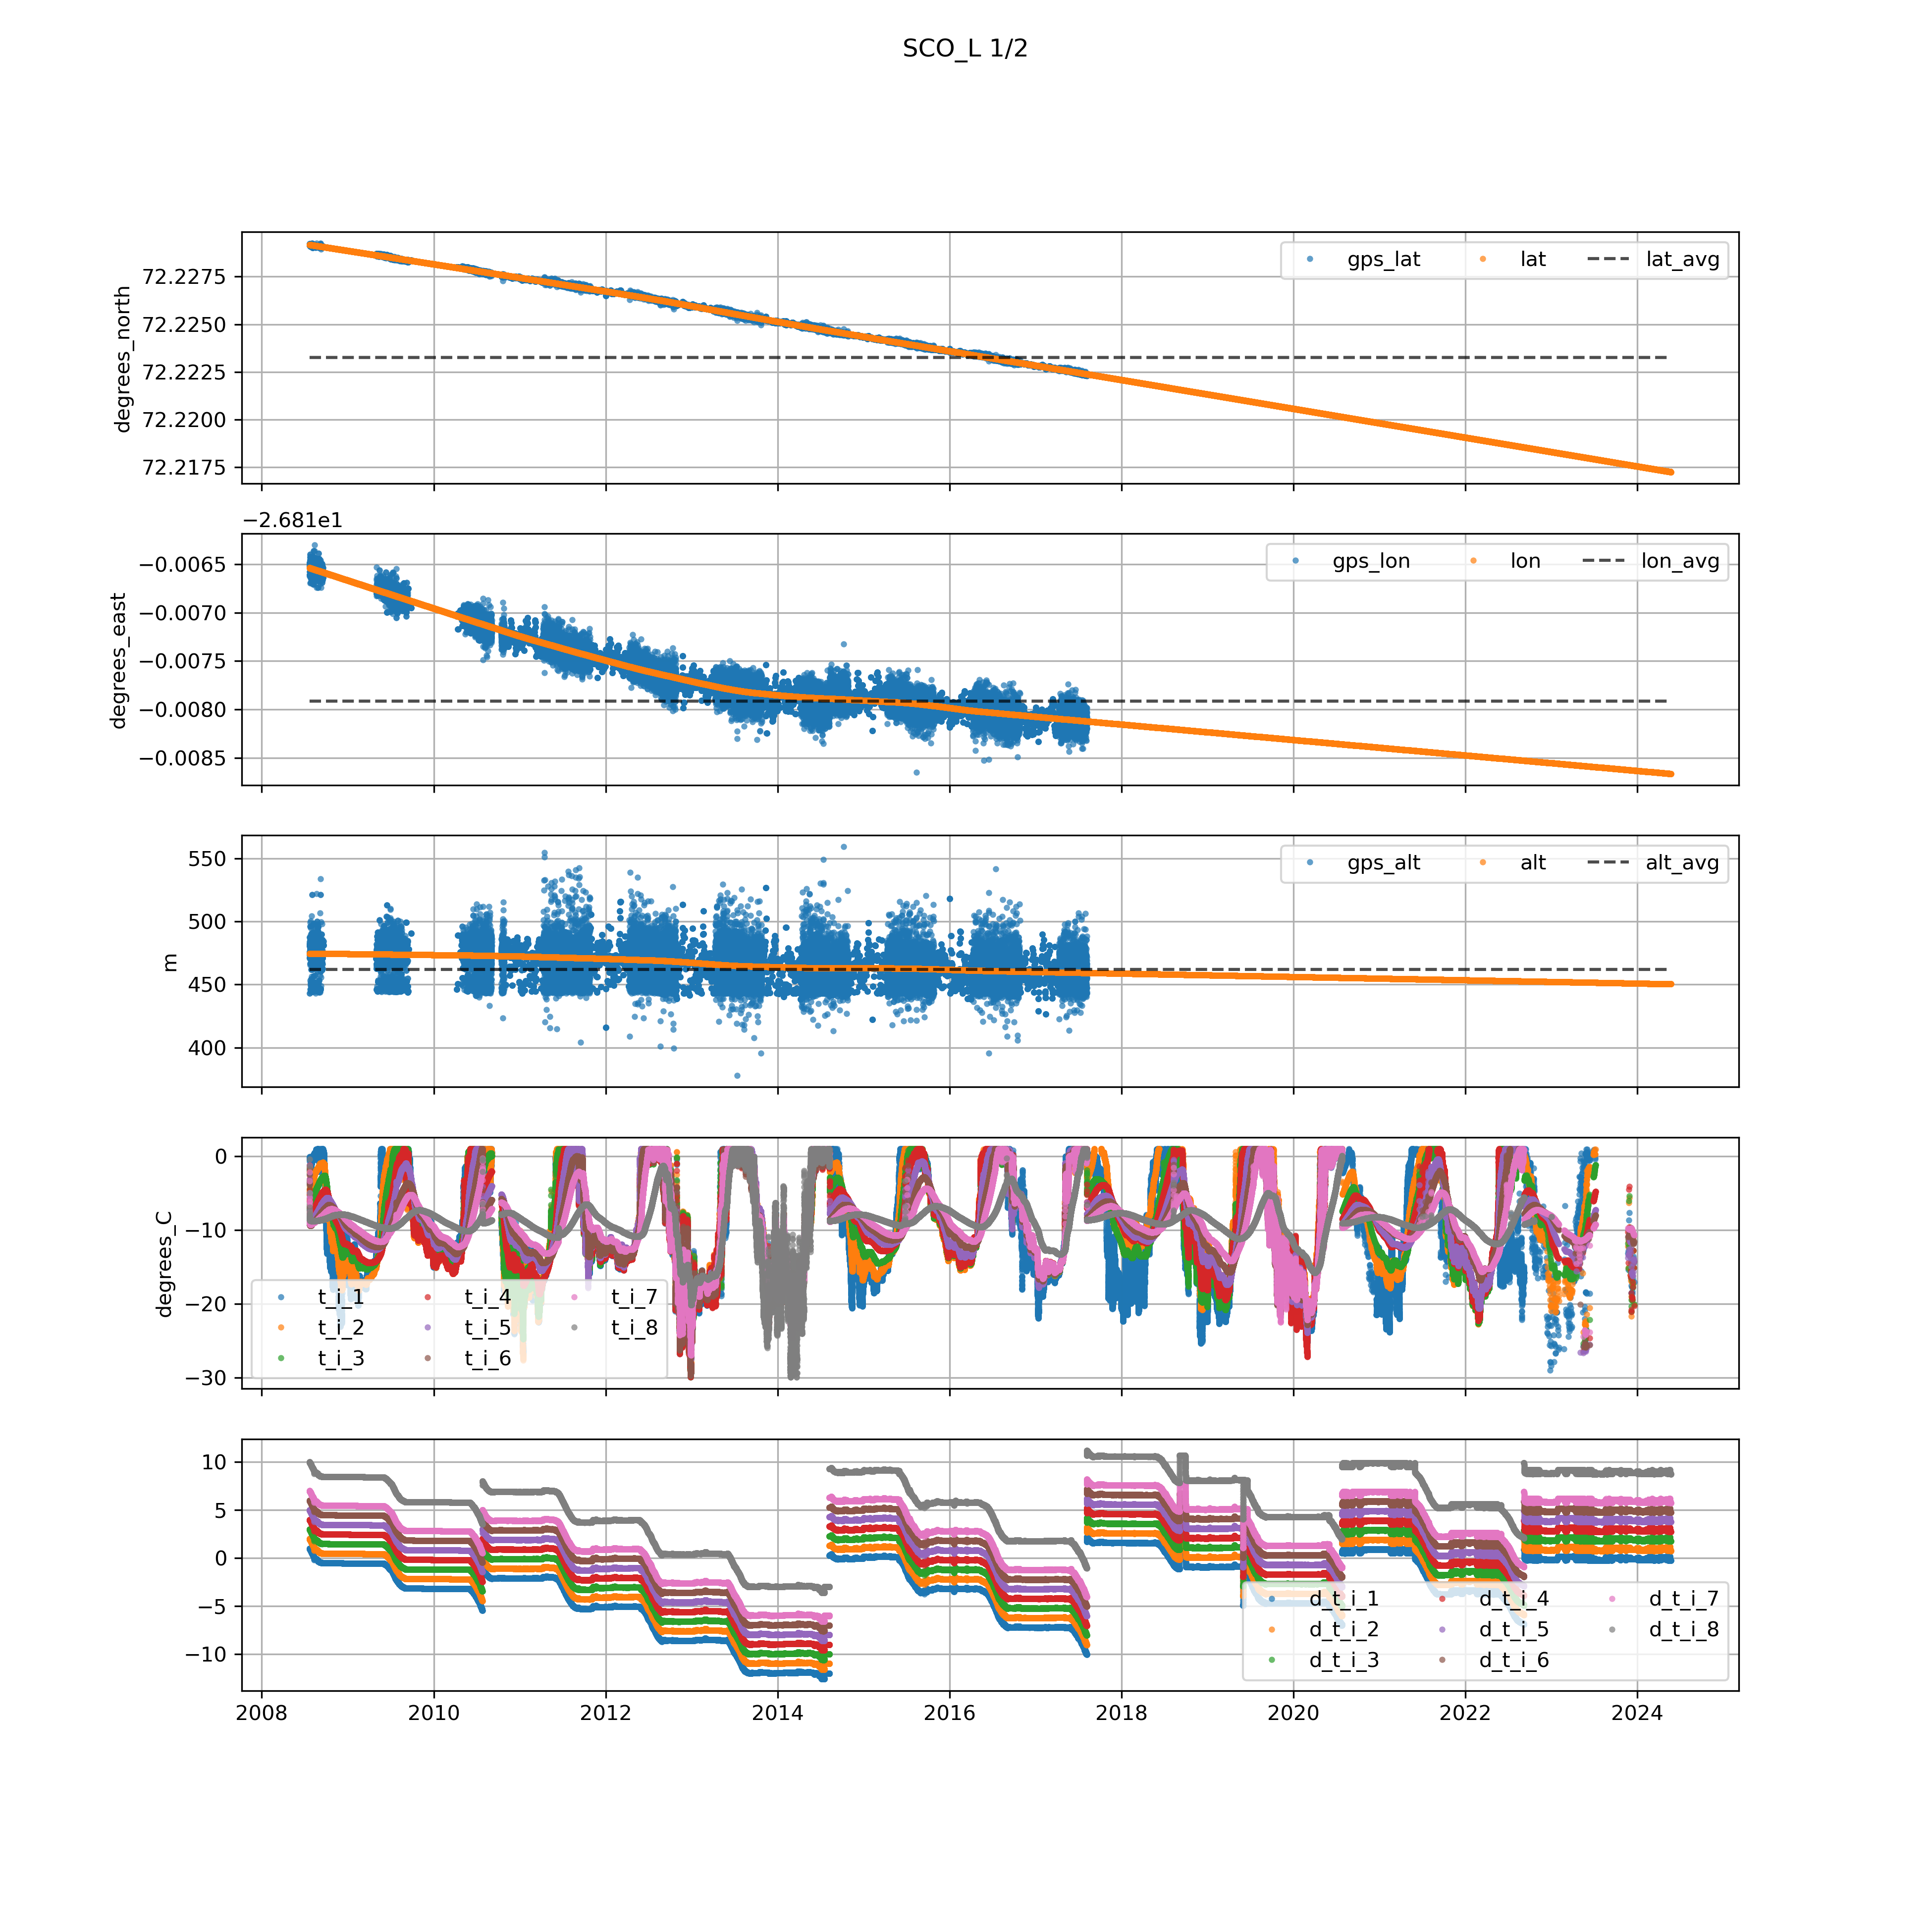 SCO_L 1/2
degrees_north
72.2275
72.2250
72.2225
72.2200
72.2175
gps_lat lat lat_avg
−2.681e1
degrees_east
−0.0065
−0.0070
−0.0075
−0.0080
−0.0085
gps_lon lon lon_avg
m
550
500
450
400
gps_alt alt alt_avg
degrees_C
0
−10
−20
−30
t_i_1 t_i_4 t_i_7
t_i_2 t_i_5 t_i_8
t_i_3 t_i_6
10
5
0
−5
−10
d_t_i_1 d_t_i_4 d_t_i_7
d_t_i_2 d_t_i_5 d_t_i_8
d_t_i_3 d_t_i_6
2008 2010 2012 2014 2016 2018 2020 2022 2024